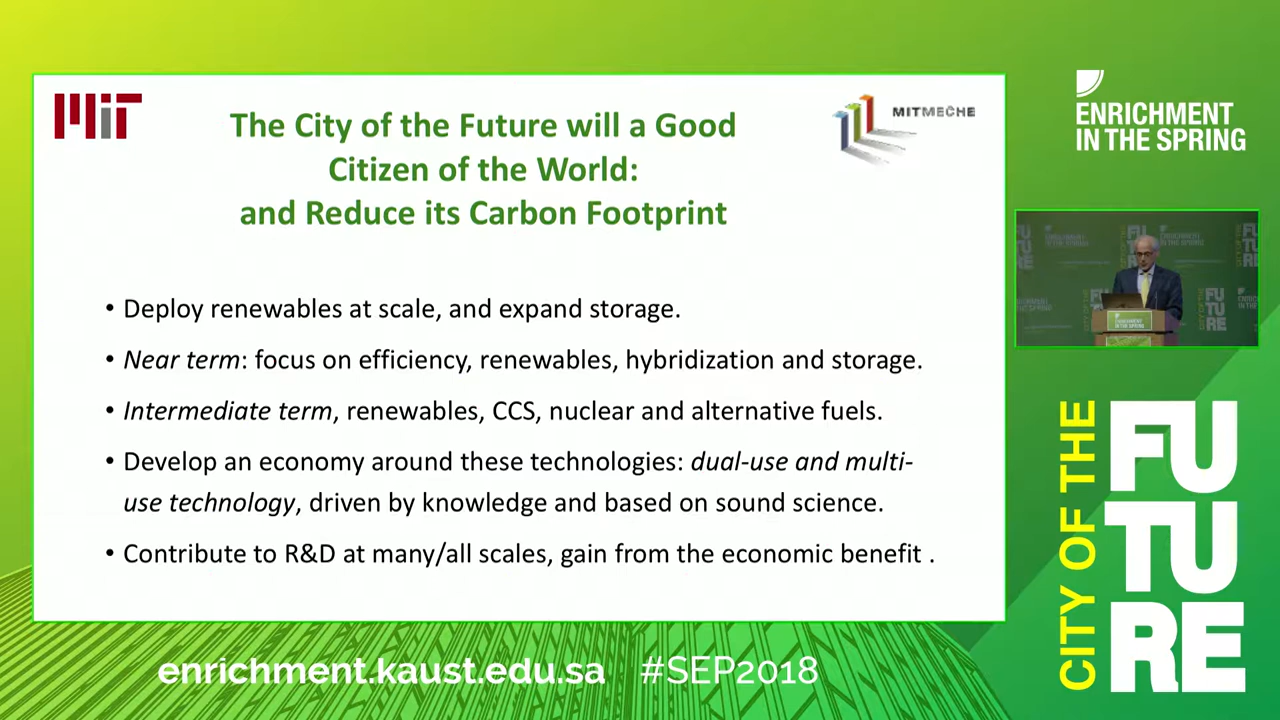 MIT
The City of the Future will a Good
Citizen of the World:
and Reduce its Carbon Footprint
MITMECHE
• Deploy renewables at scale, and expand storage.
• Near term: focus on efficiency, renewables, hybridization and storage.
• Intermediate term, renewables, CCS, nuclear and alternative fuels.
• Develop an economy around these technologies: dual-use and multi-
use technology, driven by knowledge and based on sound science.
• Contribute to R&D at many/all scales, gain from the economic benefit .
ENRICHMENT
IN THE SPRING
CITY OF THE
FU
TU
RE
enrichment.kaust.edu.sa #SEP2018